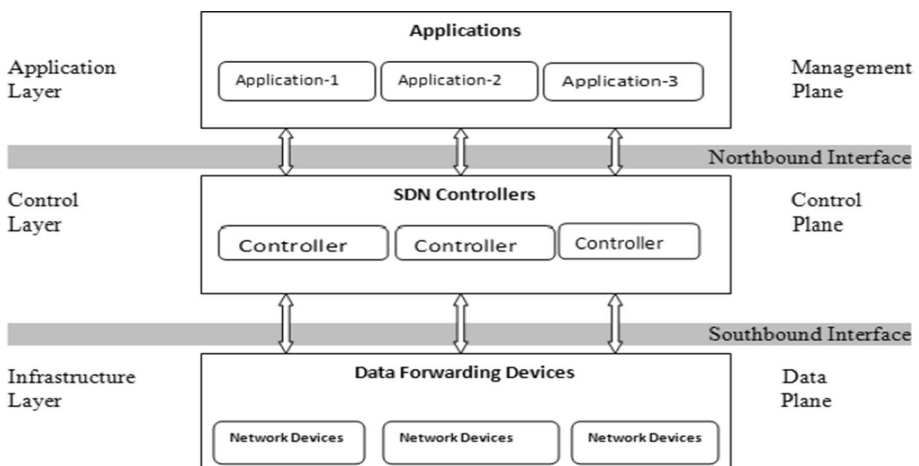 Applications
Application Layer
Application-1 Application-2 Application-3
Management Plane
Northbound Interface
SDN Controllers
Control Layer
Controller Controller Controller
Control Plane
Southbound Interface
Data Forwarding Devices
Infrastructure Layer
Data Plane
Network Devices Network Devices Network Devices